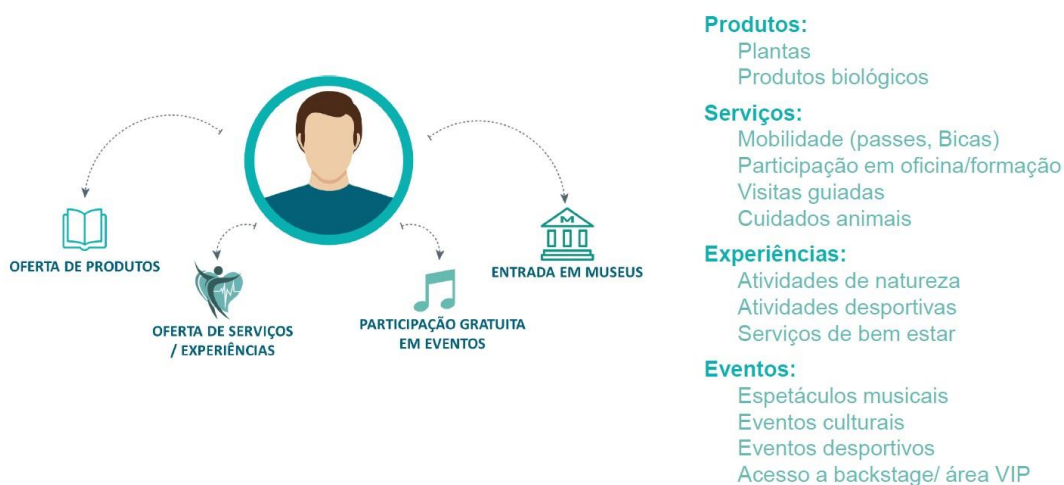 OFERTA DE PRODUTOS
OFERTA DE SERVIÇOS
/ EXPERIÊNCIAS
PARTICIPAÇÃO GRATUITA
EM EVENTOS
M
ENTRADA EM MUSEUS
Produtos:
Plantas
Produtos biológicos
Serviços:
Mobilidade (passes, Bicas)
Participação em oficina/formação
Visitas guiadas
Cuidados animais
Experiências:
Atividades de natureza
Atividades desportivas
Serviços de bem estar
Eventos:
Espetáculos musicais
Eventos culturais
Eventos desportivos
Acesso a backstage/ área VIP